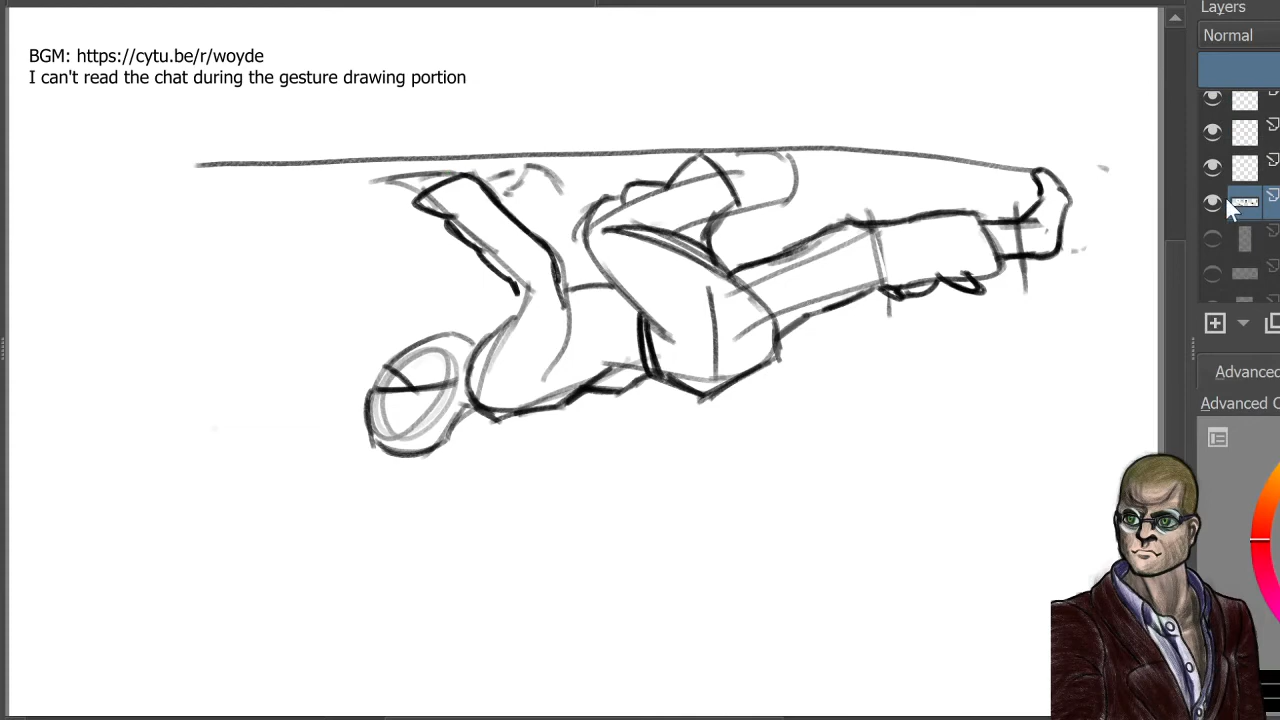 Layers
BGM: https://cytu.be/r/woyde
Normal
I can't read the chat during the gesture drawing portion
Advanced
Advanced C